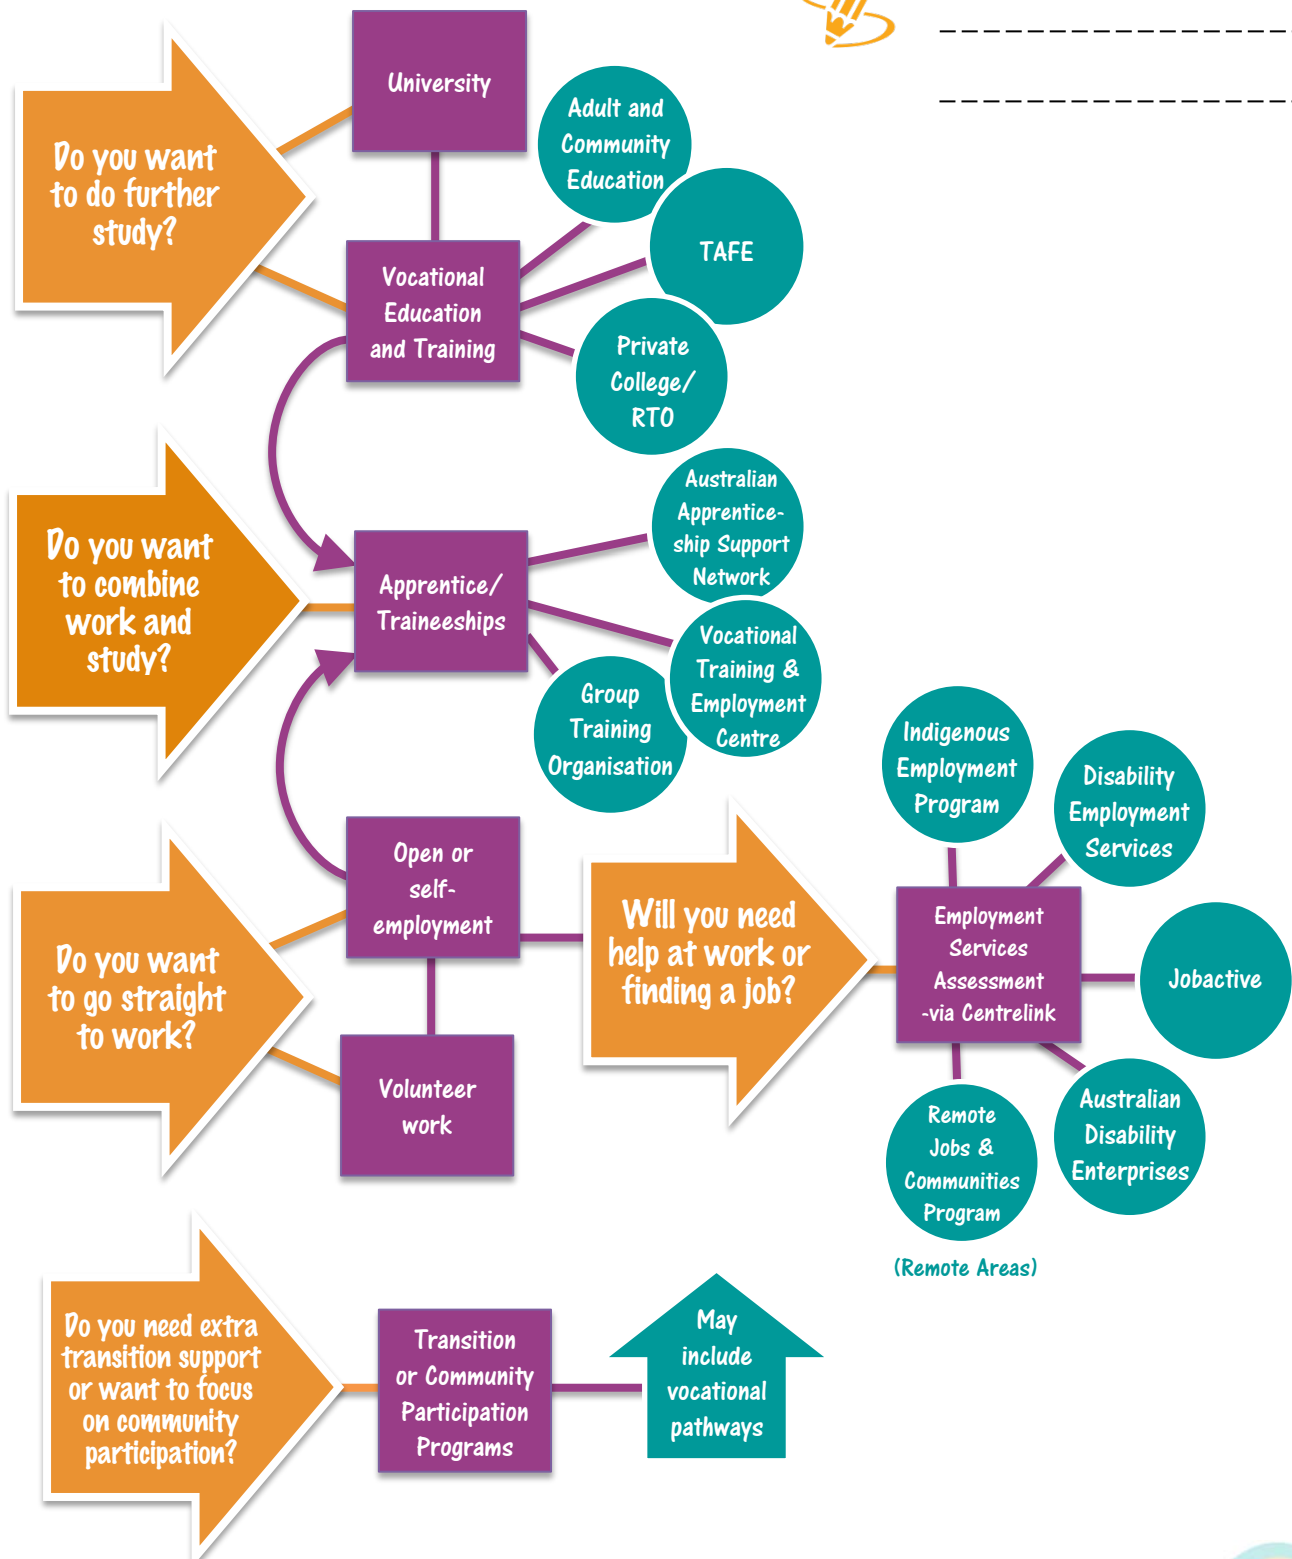 Do you want
to do further
study?
University
Vocational
Education
and Training
Adult and
Community
Education
TAFE
Private
College/
RTO
Do you want
to combine
work and
study?
Apprentice/
Traineeships
Australian
Apprentice-
ship Support
Network
Vocational
Training &
Employment
Centre
Group
Training
Organisation
Do you want
to go straight
to work?
Open or
self-
employment
Volunteer
work
Will you need
help at work or
finding a job?
Employment
Services
Assessment
-via Centrelink
Indigenous
Employment
Program
Disability
Employment
Services
Jobactive
Australian
Disability
Enterprises
Remote
Jobs &
Communities
Program
(Remote Areas)
Do you need extra
transition support
or want to focus
on community
participation?
Transition
or Community
Participation
Programs
May
include
vocational
pathways